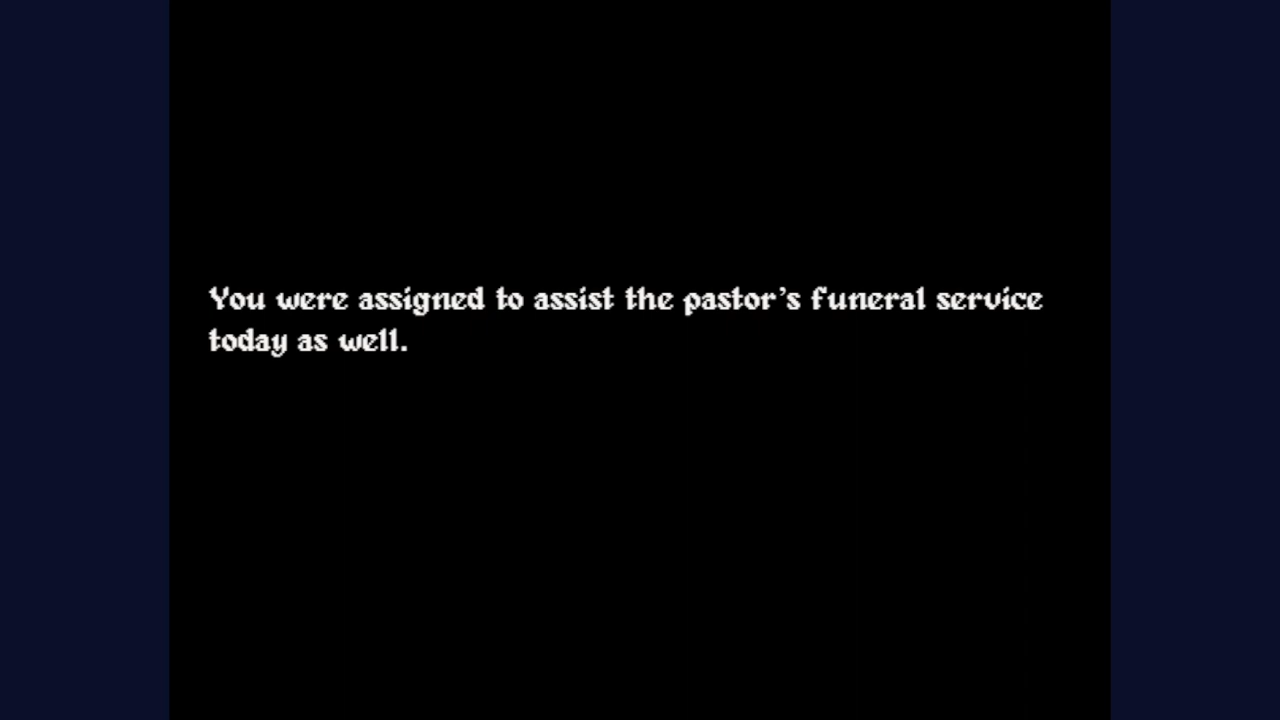 You were assigned to assist the pastor’s funeral service
today as well.